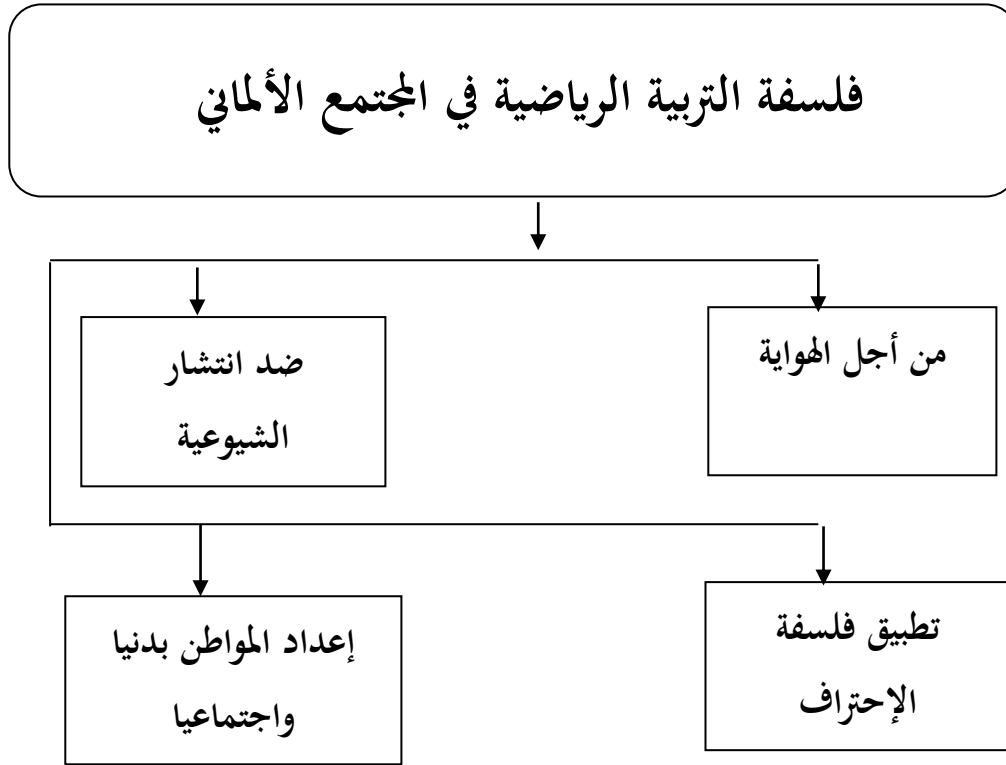 فلسفة التربية الرياضية في المجتمع الألماني
من أجل الهواية
ضد انتشار
الشيوعية
تطبيق فلسفة
الإحتراف
إعداد المواطن بدنيا
واجتماعيا